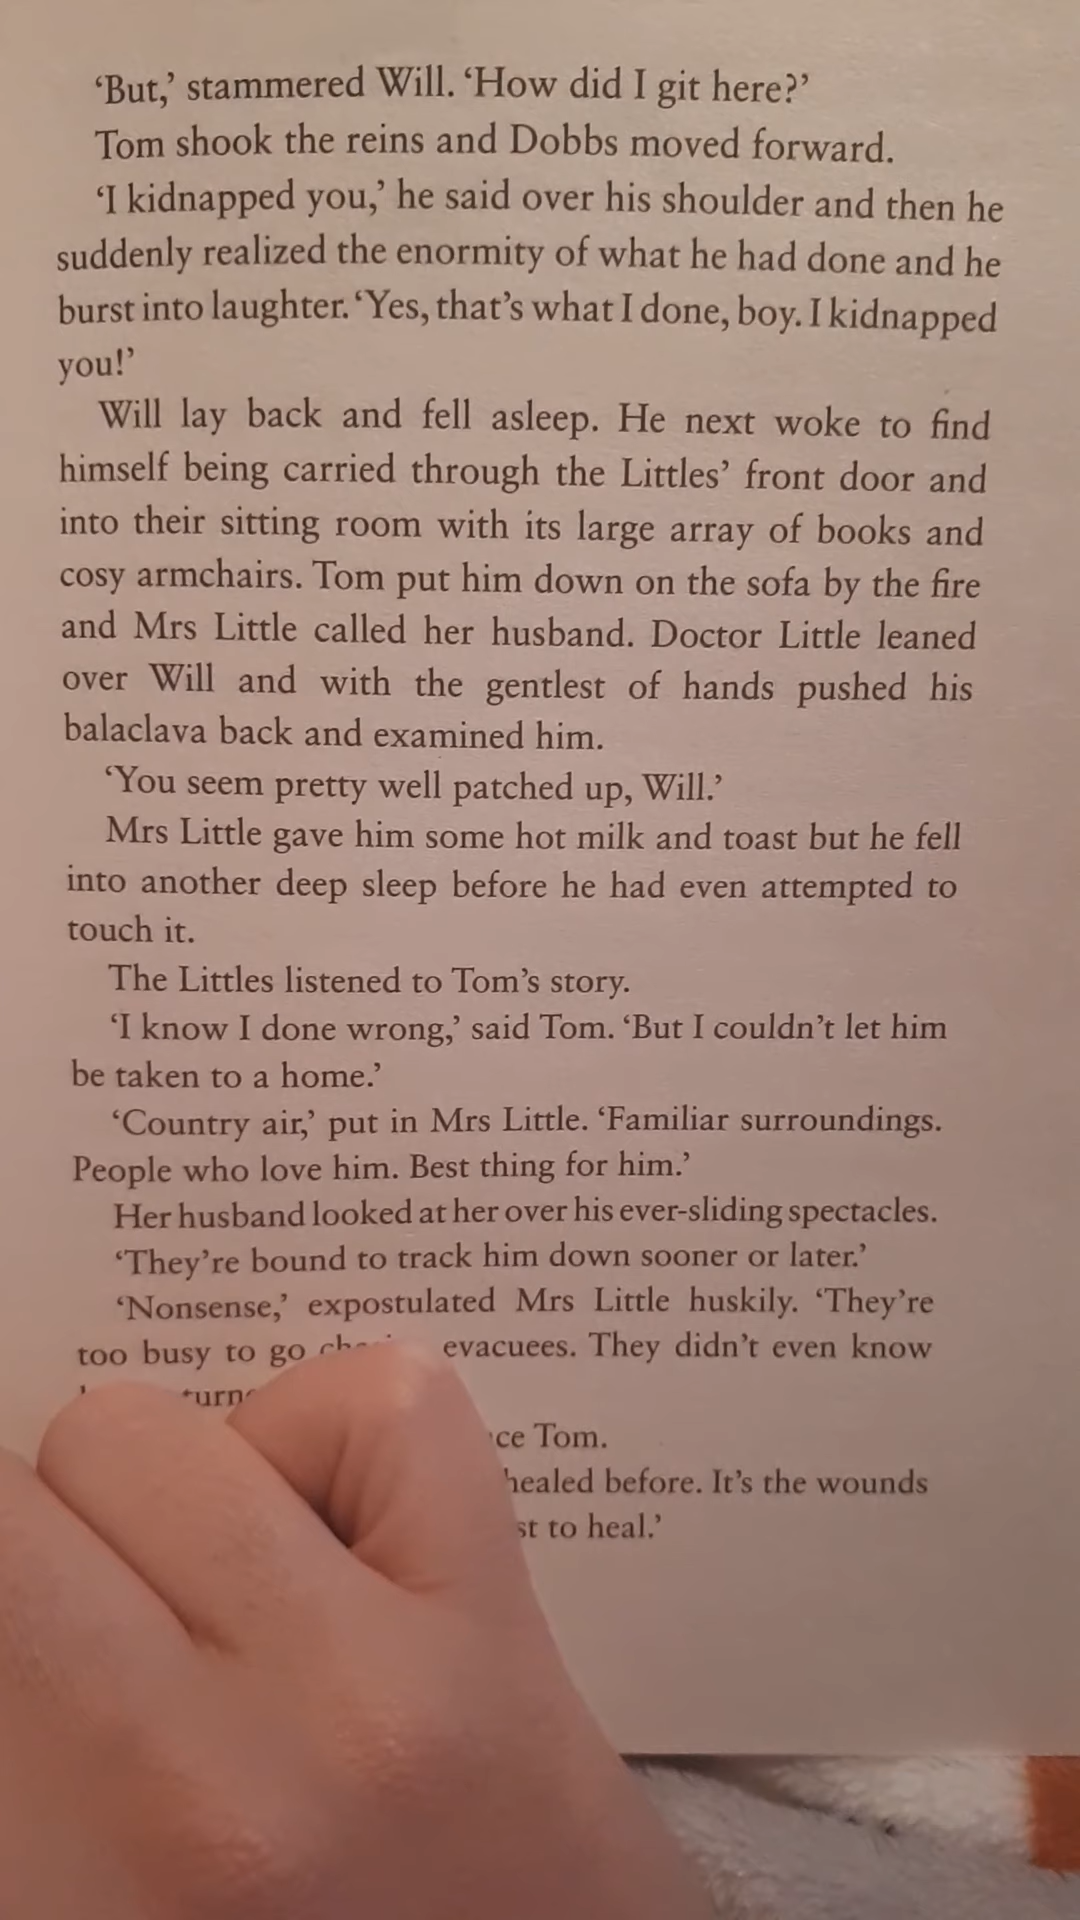 ‘But,’ stammered Will. ‘How did I git here?’
Tom shook the reins and Dobbs moved forward.
‘I kidnapped you,’ he said over his shoulder and then he
suddenly realized the enormity of what he had done and he
burst into laughter. ‘Yes, that’s what I done, boy. I kidnapped
you!’
Will lay back and fell asleep. He next woke to find
himself being carried through the Littles’ front door and
into their sitting room with its large array of books and
cosy armchairs. Tom put him down on the sofa by the fire
and Mrs Little called her husband. Doctor Little leaned
over Will and with the gentlest of hands pushed his
balaclava back and examined him.
‘You seem pretty well patched up, Will.’
Mrs Little gave him some hot milk and toast but he fell
into another deep sleep before he had even attempted to
touch it.
The Littles listened to Tom’s story.
‘I know I done wrong,’ said Tom. ‘But I couldn’t let him
be taken to a home.’
‘Country air,’ put in Mrs Little. ‘Familiar surroundings.
People who love him. Best thing for him.’
Her husband looked at her over his ever-sliding spectacles.
‘They’re bound to track him down sooner or later.’
‘Nonsense,’ expostulated Mrs Little huskily. ‘They’re
too busy to go evacuees. They didn’t even know
Tom.
healed before. It’s the wounds
to heal.’